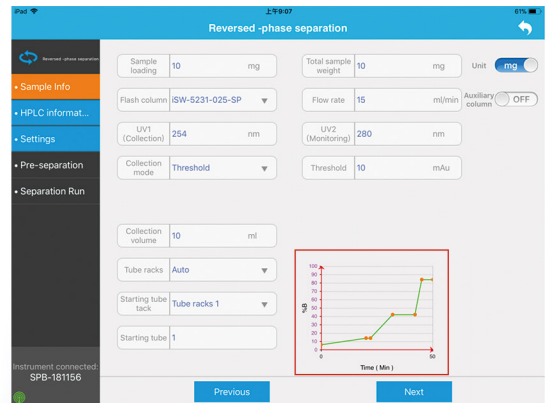 iPad 上午9:07 61%
Reversed -phase separation
Reversed -phase separation
• Sample Info
• HPLC informat...
• Settings
• Pre-separation
• Separation Run
Instrument connected:
SPB-181156
Sample loading 10 mg
Total sample weight 10 mg
Unit mg
Flash column iSW-5231-025-SP
Flow rate 15 ml/min
Auxiliary column OFF
UV1 (Collection) 254 nm
UV2 (Monitoring) 280 nm
Collection mode Threshold
Threshold 10 mAu
Collection volume 10 ml
Tube racks Auto
Starting tube tack Tube racks 1
Starting tube 1
%B
100
90
80
70
60
50
40
30
20
10
0
0 50
Time ( Min )
Previous Next